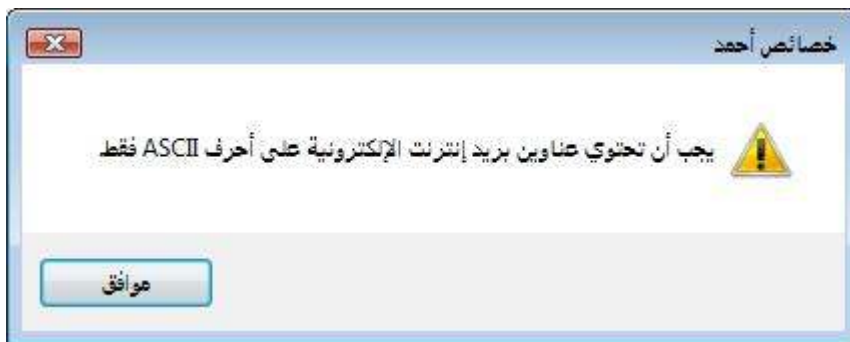 خصائص أحمد
يجب أن تحتوي عناوين بريد إنترنت الإلكترونية على أحرف ASCII فقط
موافق